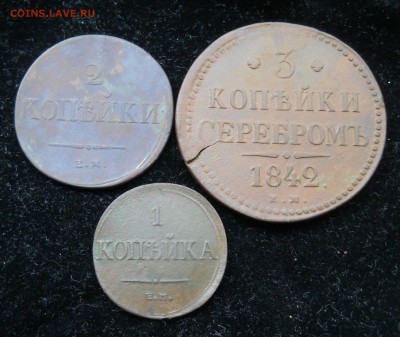 COINS.LAVE.RU
2
КОПѢЙКИ
Е.М.
3
КОПѢЙКИ
СЕРЕБРОМЪ
1842
Е.М.
1
КОПѢЙКА
Е.М.